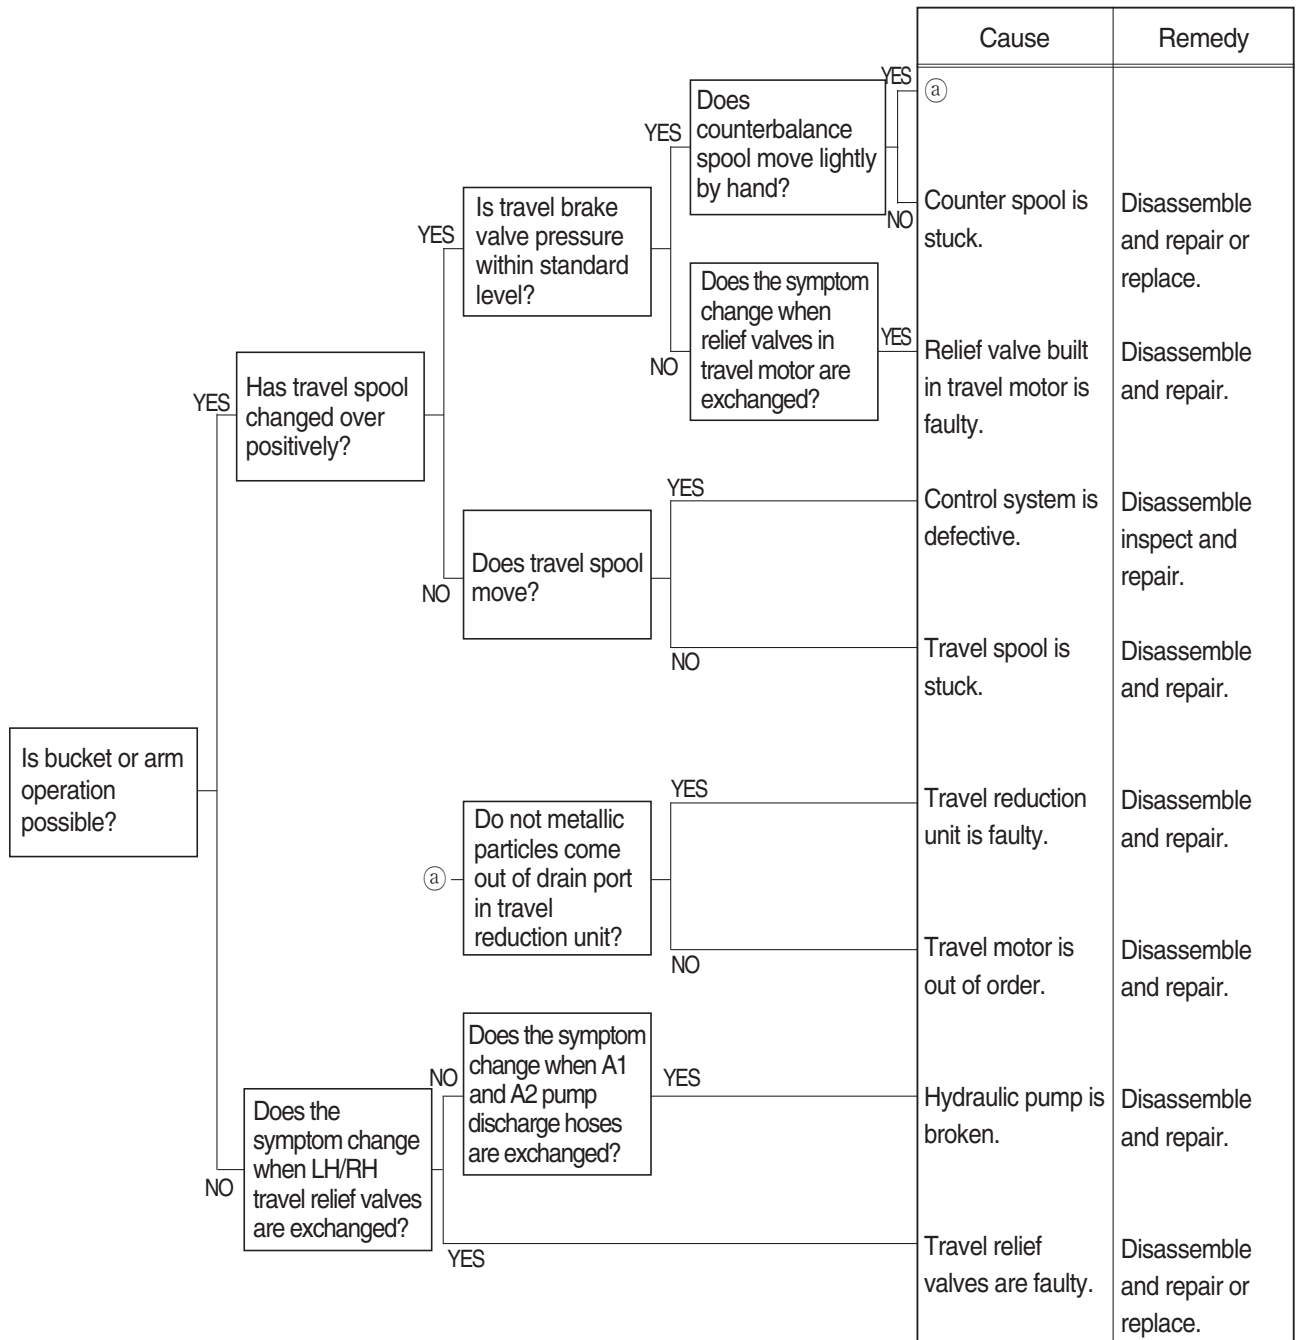 Cause
Remedy
YES
ⓐ
Does
counterbalance
spool move lightly
by hand?
YES
NO
Counter spool is
stuck.
Disassemble
and repair or
replace.
Is travel brake
valve pressure
within standard
level?
YES
Does the symptom
change when
relief valves in
travel motor are
exchanged?
YES
NO
Relief valve built
in travel motor is
faulty.
Disassemble
and repair.
Has travel spool
changed over
positively?
YES
Does travel spool
move?
NO
YES
Control system is
defective.
Disassemble
inspect and
repair.
NO
Travel spool is
stuck.
Disassemble
and repair.
Is bucket or arm
operation
possible?
ⓐ
Do not metallic
particles come
out of drain port
in travel
reduction unit?
YES
Travel reduction
unit is faulty.
Disassemble
and repair.
NO
Travel motor is
out of order.
Disassemble
and repair.
NO
Does the
symptom change
when LH/RH
travel relief valves
are exchanged?
NO
Does the symptom
change when A1
and A2 pump
discharge hoses
are exchanged?
YES
Hydraulic pump is
broken.
Disassemble
and repair.
YES
Travel relief
valves are faulty.
Disassemble
and repair or
replace.